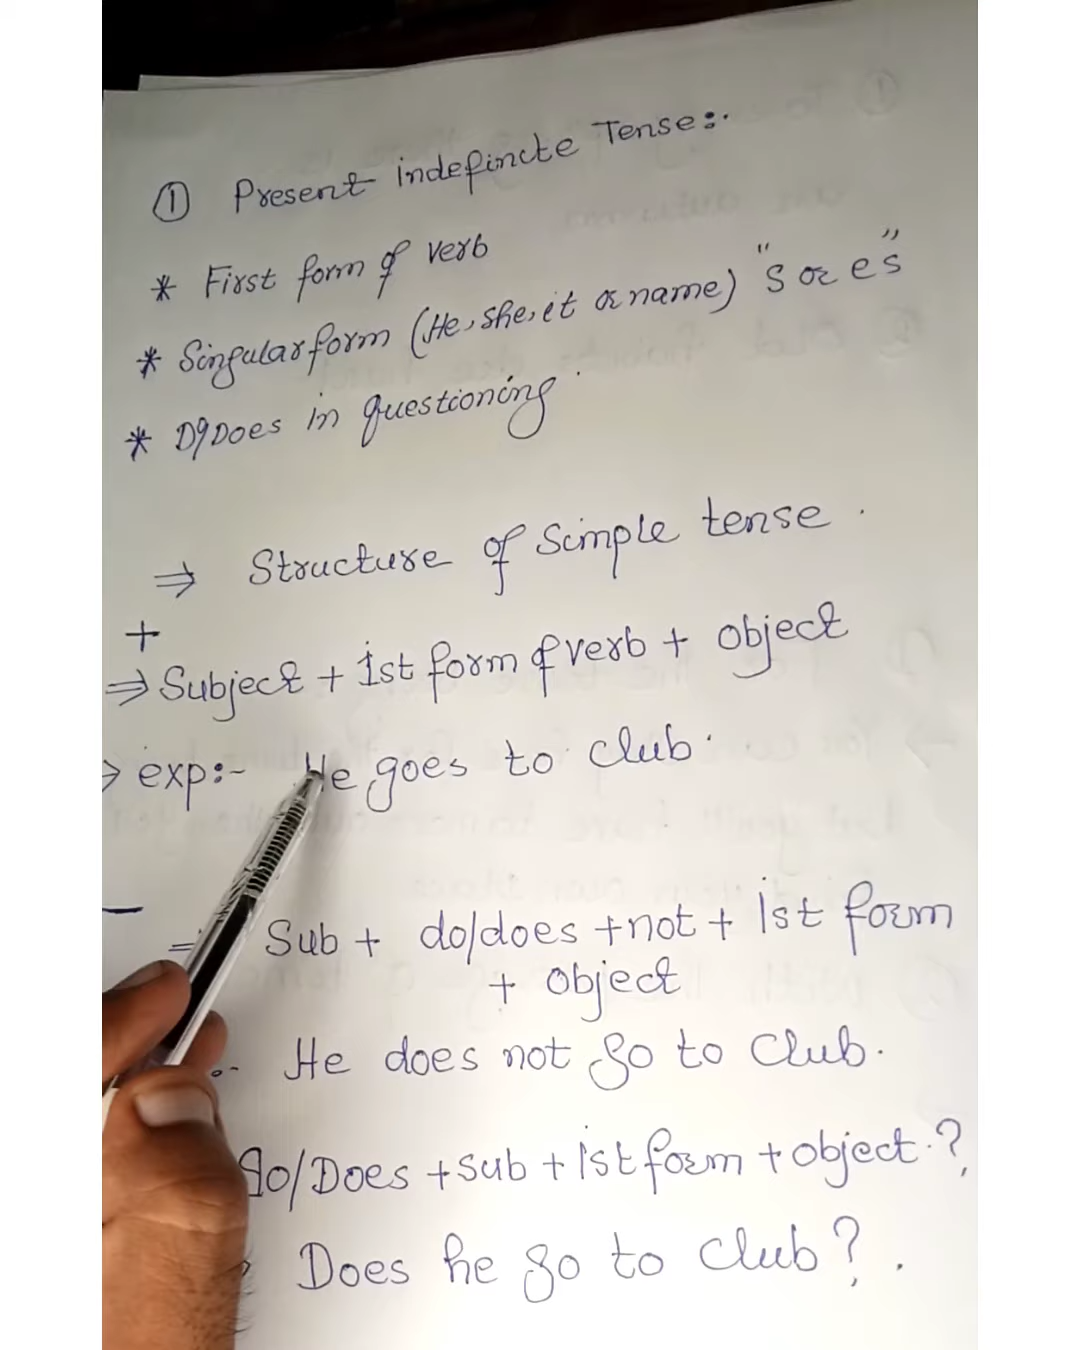 ① Present indefinite Tense:-
* First form of verb
* Singular form (He, she, it or name) "S or es"
* Do/Does in questioning.
⇒ Structure of Simple tense.
+
⇒ Subject + 1st form of verb + object
> exp:- He goes to club.
—
⇒ Sub + do/does + not + 1st form
+ object
He does not go to Club.
Do/Does + sub + 1st form + object.?
Does he go to club?.